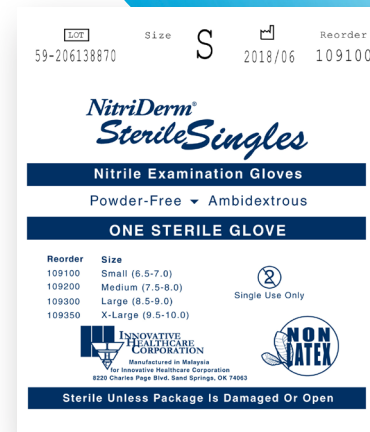 LOT Size S 2018/06 Reorder
59-206138870 109100
NitriDerm®
SterileSingles
Nitrile Examination Gloves
Powder-Free Ambidextrous
ONE STERILE GLOVE
Reorder Size
109100 Small (6.5-7.0)
109200 Medium (7.5-8.0)
109300 Large (8.5-9.0)
109350 X-Large (9.5-10.0)
2
Single Use Only
INNOVATIVE
HEALTHCARE
CORPORATION
Manufactured in Malaysia
for Innovative Healthcare Corporation
8220 Charles Page Blvd. Sand Springs, OK 74063
NON
LATEX
Sterile Unless Package Is Damaged Or Open